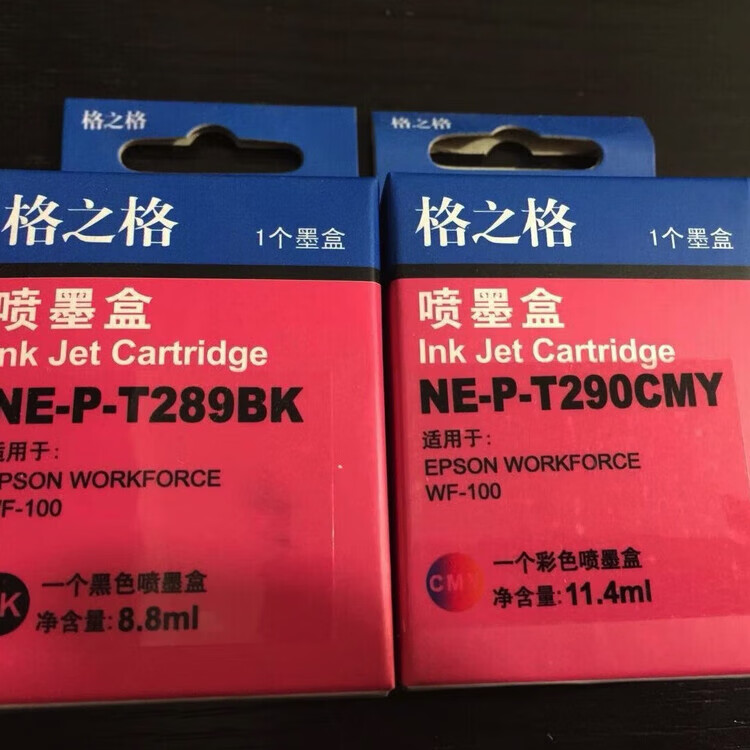 格之格
格之格
1个墨盒
喷墨盒
Ink Jet Cartridge
NE-P-T289BK
适用于:
EPSON WORKFORCE
WF-100
K
一个黑色喷墨盒
净含量: 8.8ml
格之格
格之格
1个墨盒
喷墨盒
Ink Jet Cartridge
NE-P-T290CMY
适用于:
EPSON WORKFORCE
WF-100
CMY
一个彩色喷墨盒
净含量: 11.4ml